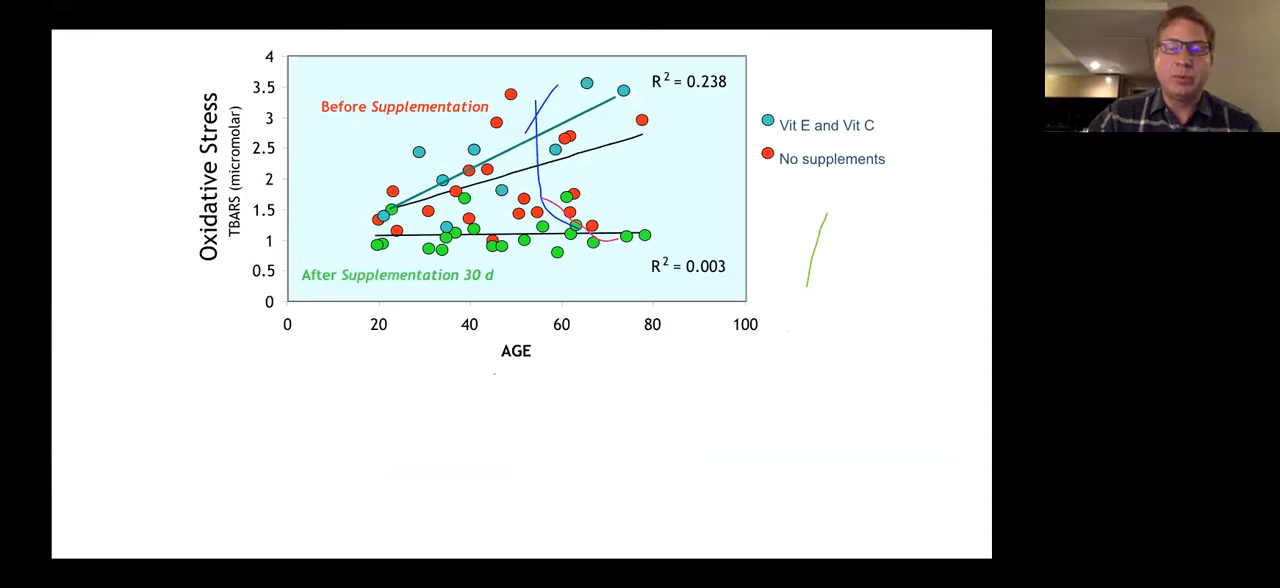 4
3.5
3
2.5
2
1.5
1
0.5
0
Oxidative Stress
TBARS (micromolar)
Before Supplementation
R² = 0.238
After Supplementation 30 d
R² = 0.003
0 20 40 60 80 100
AGE
Vit E and Vit C
No supplements